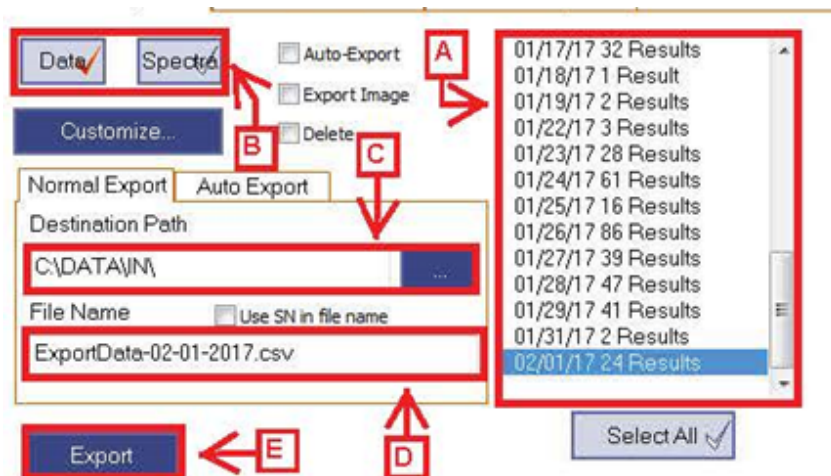 Data
Spectra
Auto-Export
Export Image
Delete
Customize...
B
C
A
Normal Export
Auto Export
Destination Path
C:\DATA\IN\
...
File Name
Use SN in file name
ExportData-02-01-2017.csv
Export
E
D
01/17/17 32 Results
01/18/17 1 Result
01/19/17 2 Results
01/22/17 3 Results
01/23/17 28 Results
01/24/17 61 Results
01/25/17 16 Results
01/26/17 86 Results
01/27/17 39 Results
01/28/17 47 Results
01/29/17 41 Results
01/31/17 2 Results
02/01/17 24 Results
Select All